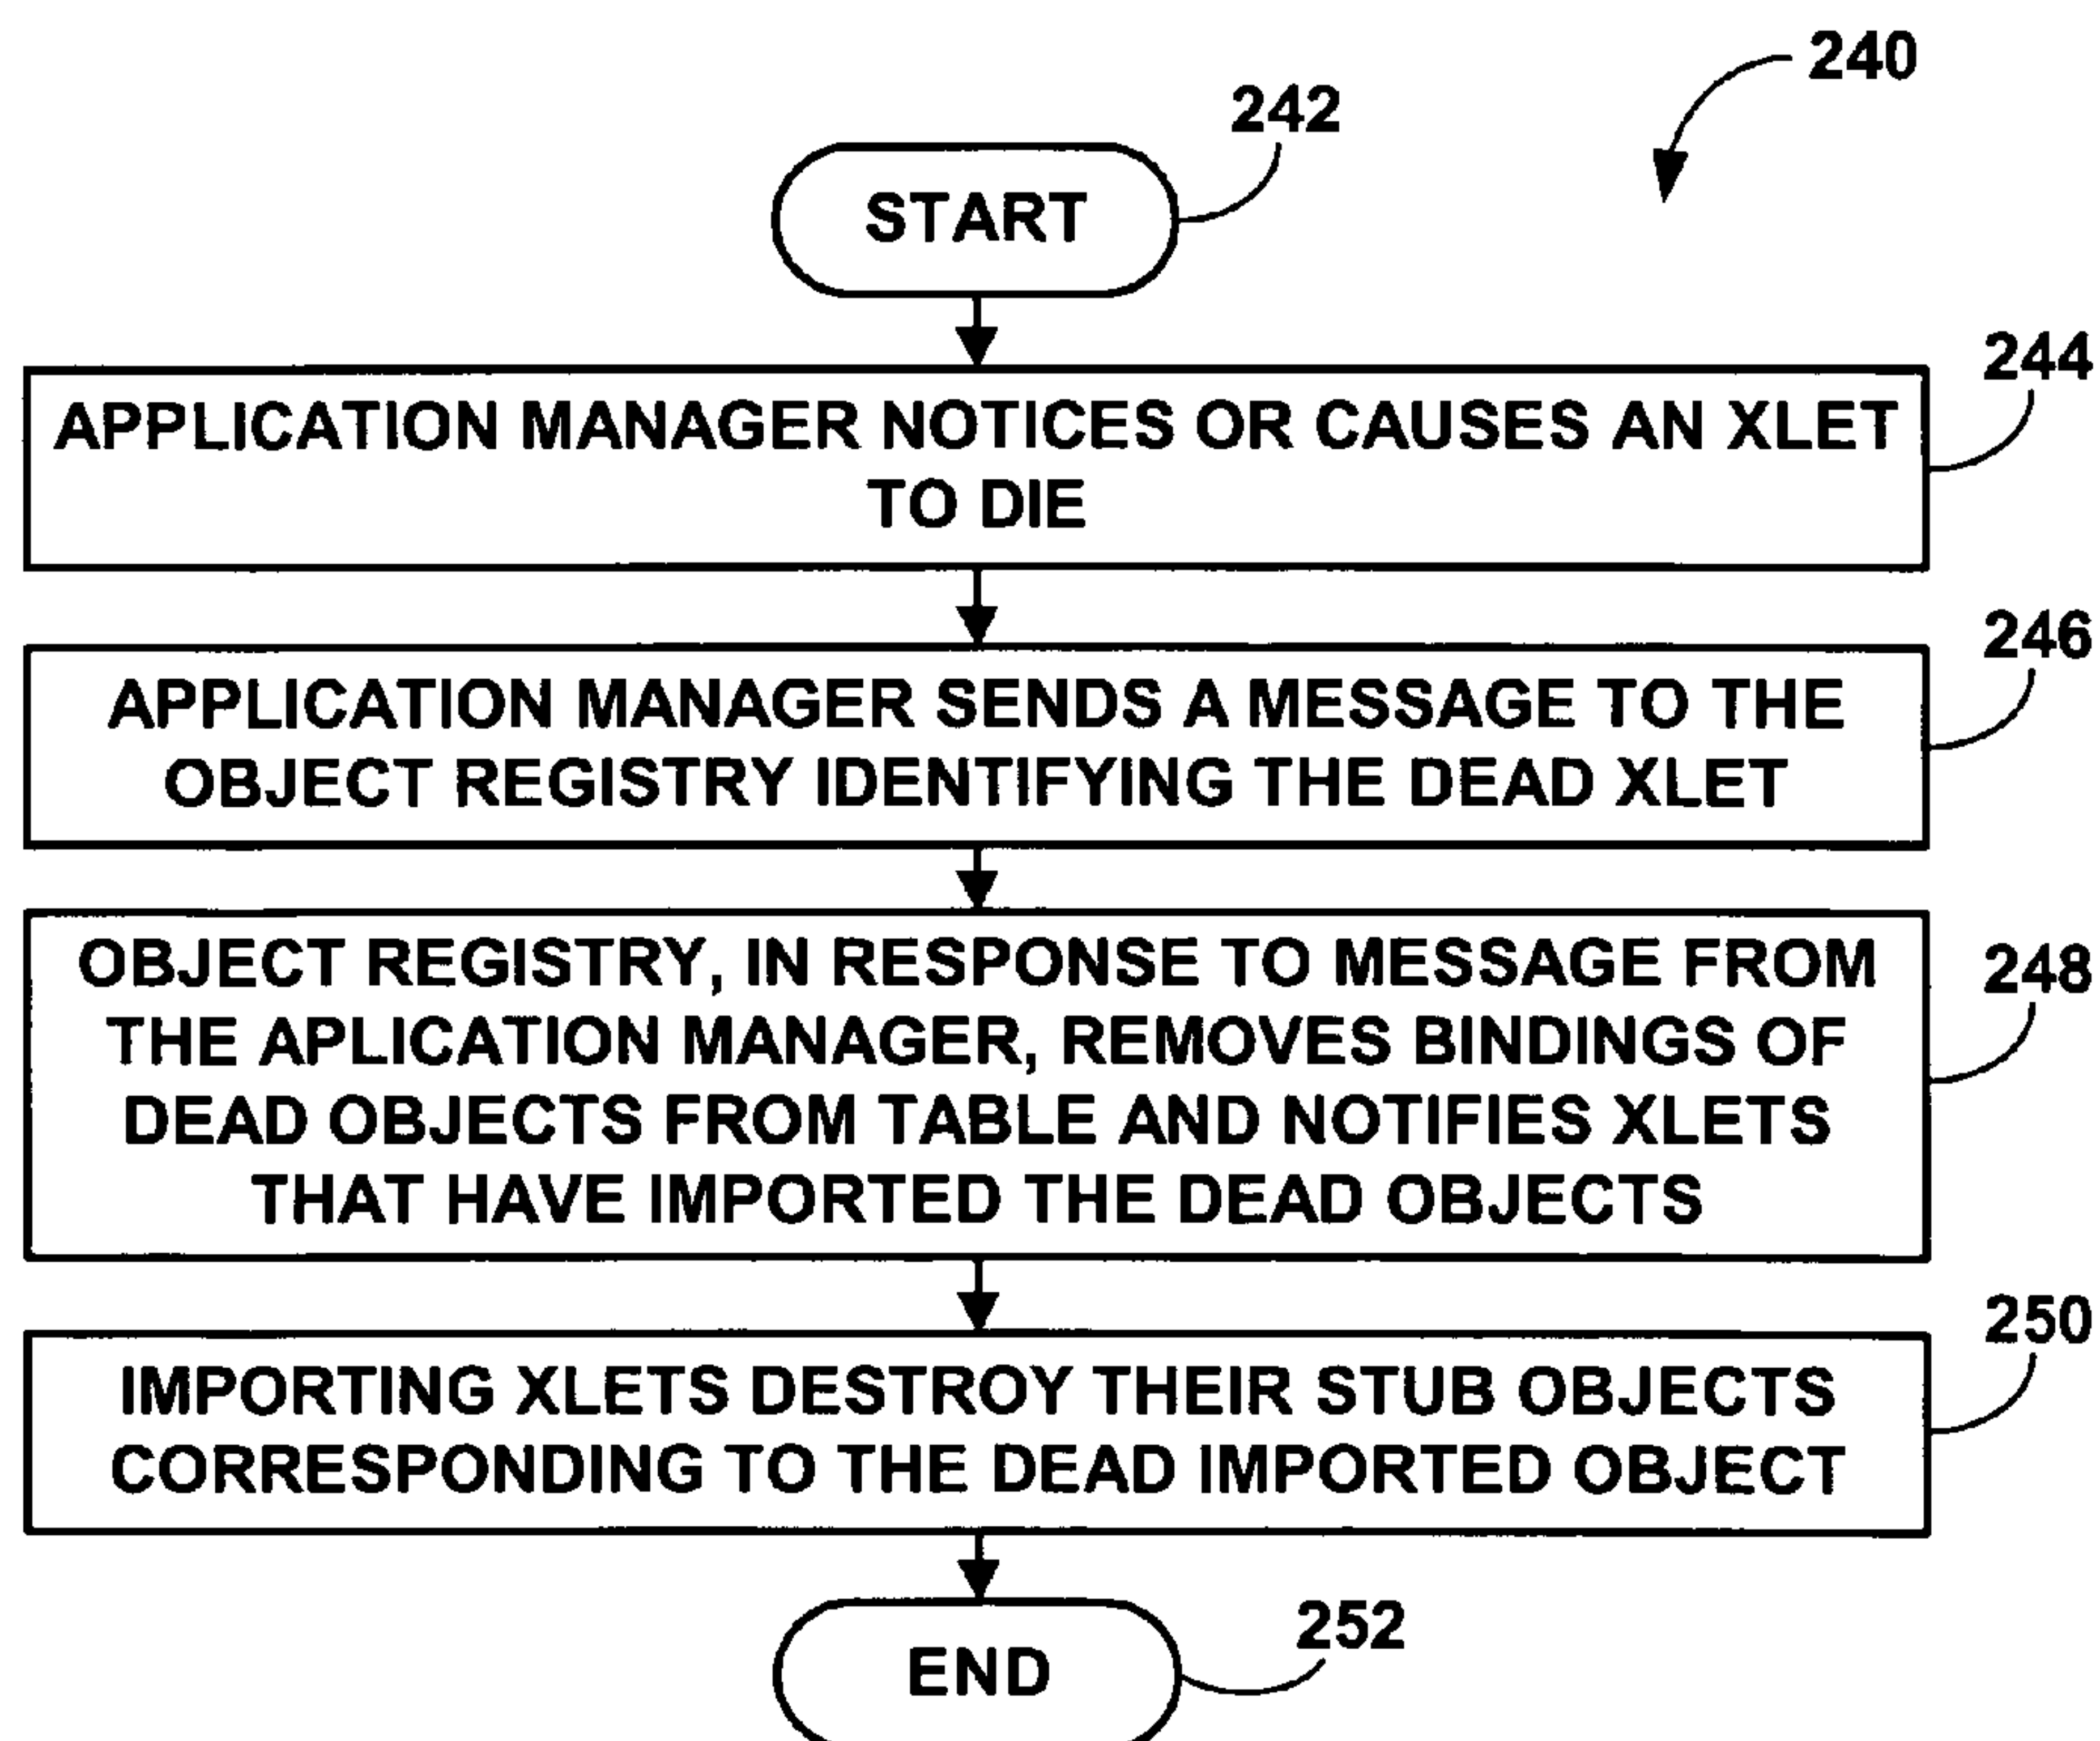 240
242
START
244
APPLICATION MANAGER NOTICES OR CAUSES AN XLET
TO DIE
246
APPLICATION MANAGER SENDS A MESSAGE TO THE
OBJECT REGISTRY IDENTIFYING THE DEAD XLET
248
OBJECT REGISTRY, IN RESPONSE TO MESSAGE FROM
THE APLICATION MANAGER, REMOVES BINDINGS OF
DEAD OBJECTS FROM TABLE AND NOTIFIES XLETS
THAT HAVE IMPORTED THE DEAD OBJECTS
250
IMPORTING XLETS DESTROY THEIR STUB OBJECTS
CORRESPONDING TO THE DEAD IMPORTED OBJECT
252
END